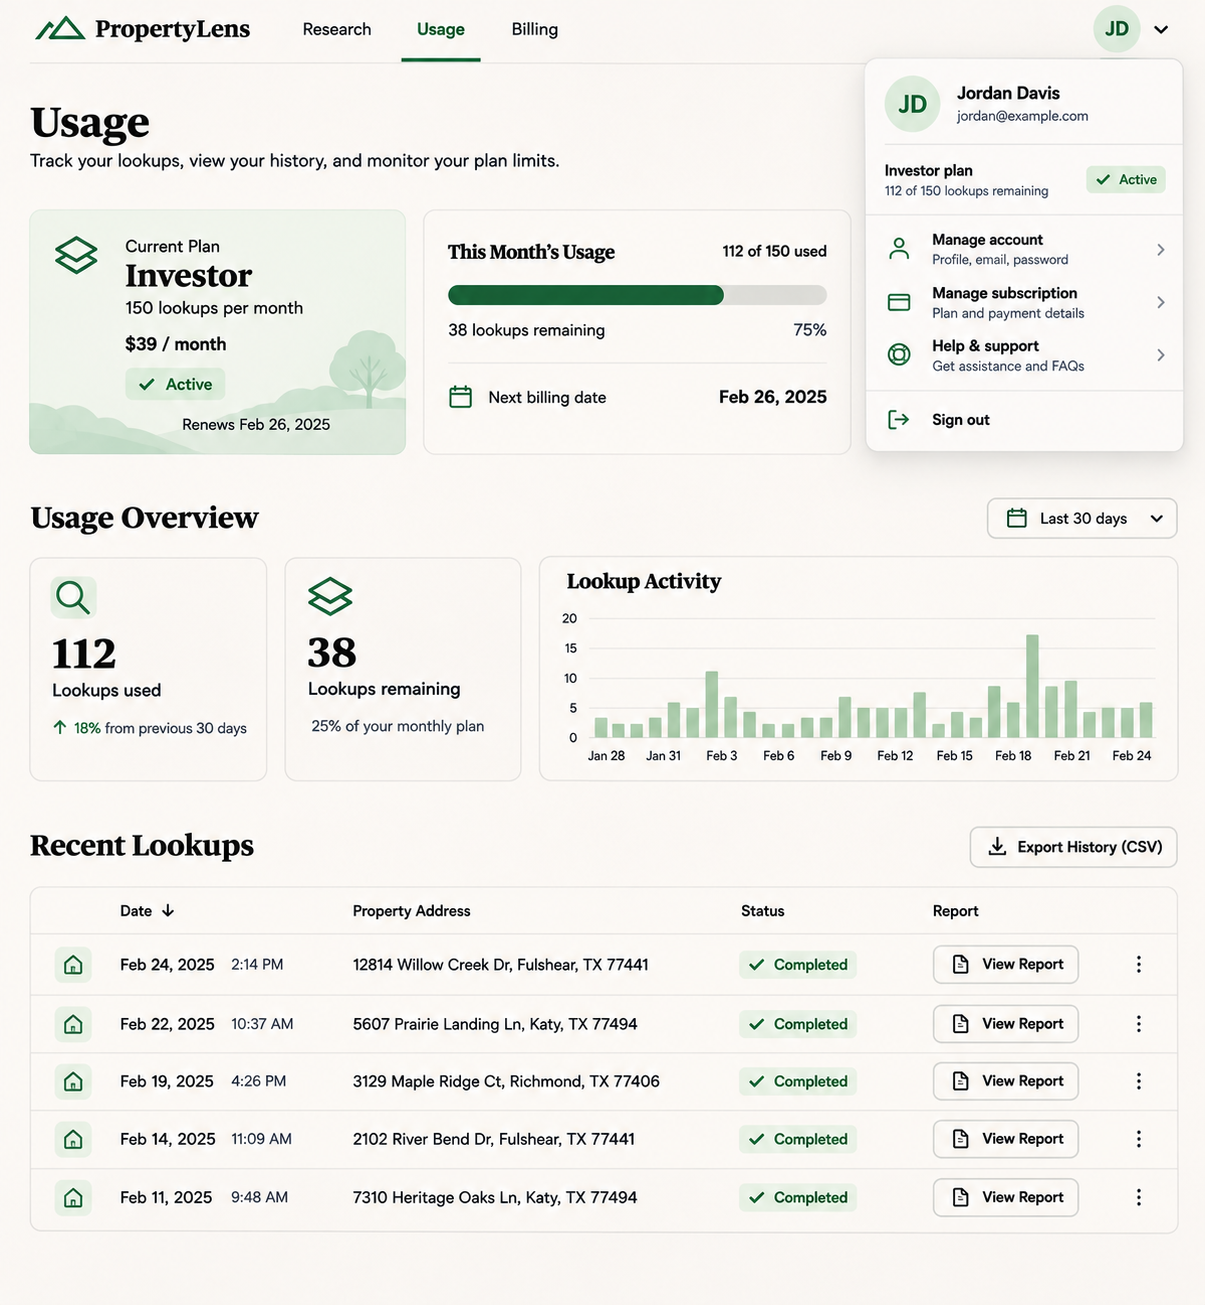 PropertyLens
Research
Usage
Billing
JD
JD
Jordan Davis
jordan@example.com
Investor plan
112 of 150 lookups remaining
Active
Manage account
Profile, email, password
Manage subscription
Plan and payment details
Help & support
Get assistance and FAQs
Sign out
Usage
Track your lookups, view your history, and monitor your plan limits.
Current Plan
Investor
150 lookups per month
$39 / month
Active
Renews Feb 26, 2025
This Month's Usage
112 of 150 used
38 lookups remaining
75%
Next billing date
Feb 26, 2025
Usage Overview
Last 30 days
112
Lookups used
18% from previous 30 days
38
Lookups remaining
25% of your monthly plan
Lookup Activity
20
15
10
5
0
Jan 28 Jan 31 Feb 3 Feb 6 Feb 9 Feb 12 Feb 15 Feb 18 Feb 21 Feb 24
Recent Lookups
Export History (CSV)
Date Property Address Status Report
Feb 24, 2025 2:14 PM 12814 Willow Creek Dr, Fulshear, TX 77441 Completed View Report
Feb 22, 2025 10:37 AM 5607 Prairie Landing Ln, Katy, TX 77494 Completed View Report
Feb 19, 2025 4:26 PM 3129 Maple Ridge Ct, Richmond, TX 77406 Completed View Report
Feb 14, 2025 11:09 AM 2102 River Bend Dr, Fulshear, TX 77441 Completed View Report
Feb 11, 2025 9:48 AM 7310 Heritage Oaks Ln, Katy, TX 77494 Completed View Report